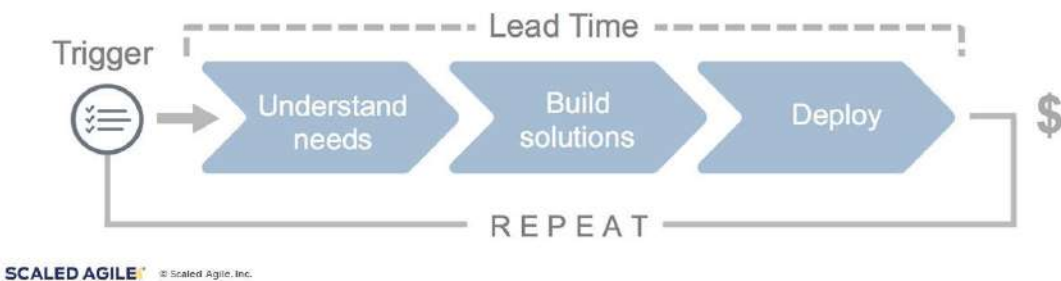 Lead Time
Trigger
Understand
needs
Build
solutions
Deploy
$
REPEAT
SCALED AGILE
© Scaled Agile, Inc.